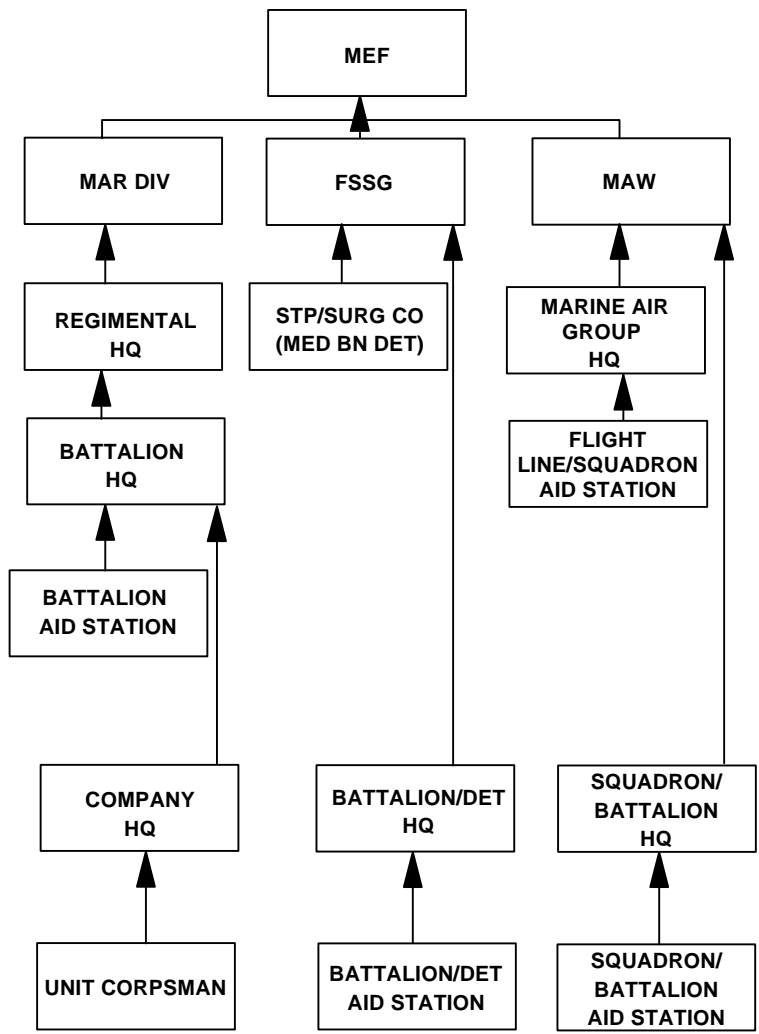 MEF
MAR DIV
FSSG
MAW
REGIMENTAL
HQ
STP/SURG CO
(MED BN DET)
MARINE AIR
GROUP
HQ
BATTALION
HQ
FLIGHT
LINE/SQUADRON
AID STATION
BATTALION
AID STATION
COMPANY
HQ
BATTALION/DET
HQ
SQUADRON/
BATTALION
HQ
UNIT CORPSMAN
BATTALION/DET
AID STATION
SQUADRON/
BATTALION
AID STATION